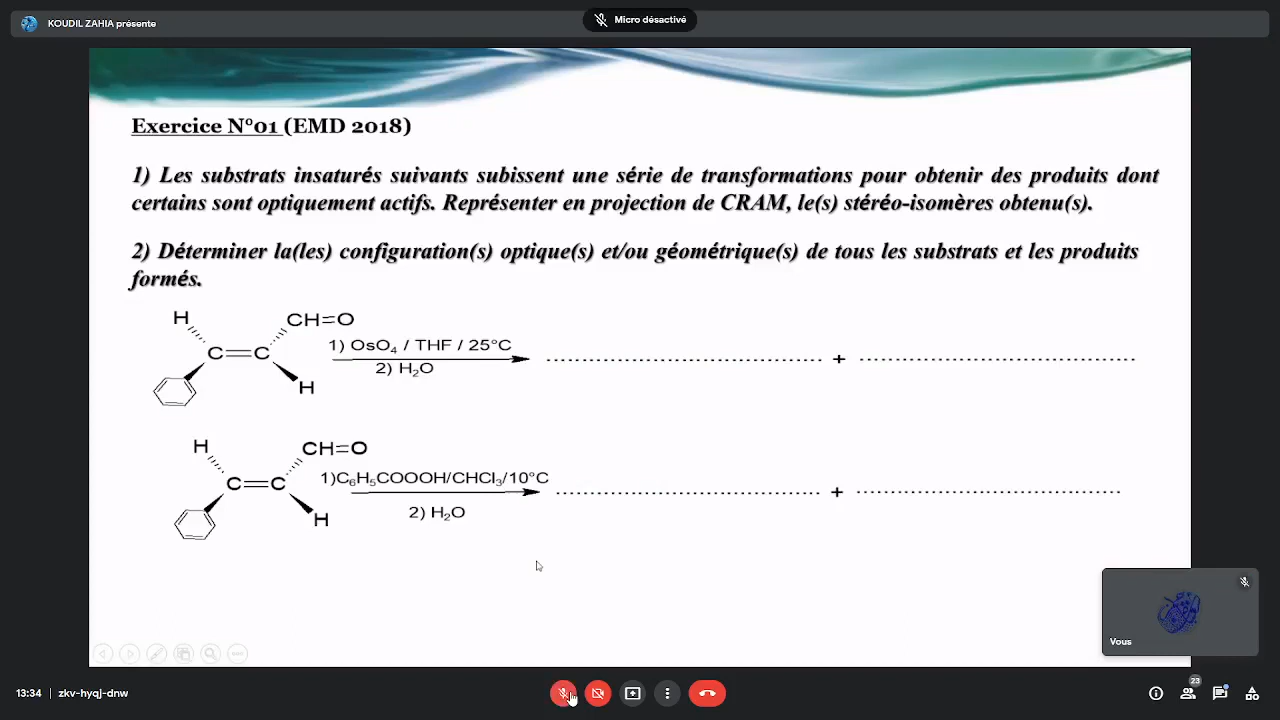 KOUDIL ZAHIA présente
Micro désactivé
Exercice N°01 (EMD 2018)
1) Les substrats insaturés suivants subissent une série de transformations pour obtenir des produits dont
certains sont optiquement actifs. Représenter en projection de CRAM, le(s) stéréo-isomères obtenu(s).
2) Déterminer la(les) configuration(s) optique(s) et/ou géométrique(s) de tous les substrats et les produits
formés.
H
CH=O
C=C
H
1) OsO4 / THF / 25°C
2) H2O
+
H
CH=O
C=C
H
1)C6H5COOOH/CHCl3/10°C
2) H2O
+
Vous
13:34
zkv-hyqj-dnw
23